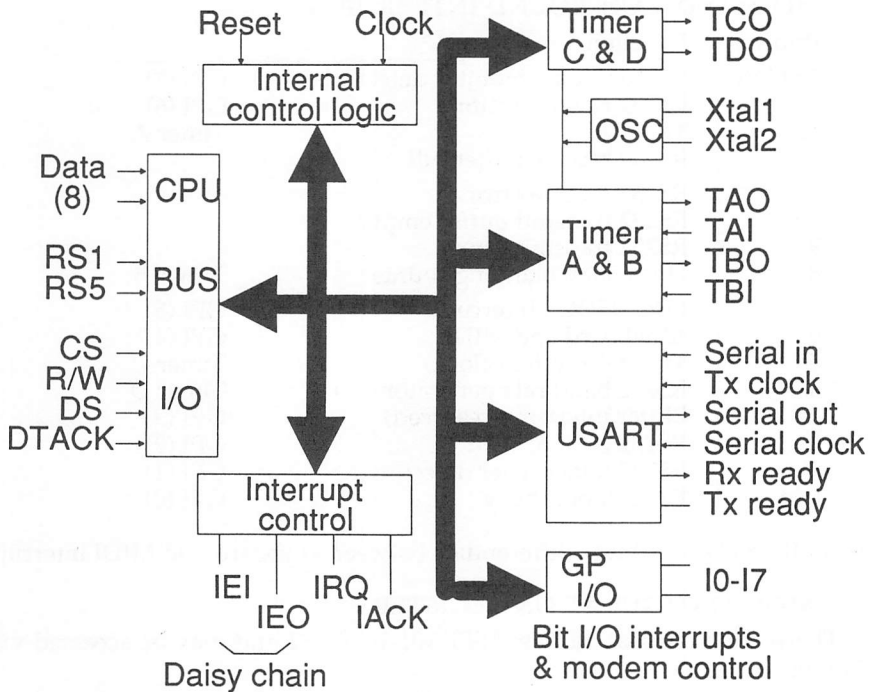 Reset
Clock
Internal
control logic
Timer
C & D
TCO
TDO
OSC
Xtal1
Xtal2
Data
(8)
CPU
RS1
RS5
BUS
Timer
A & B
TAO
TAI
TBO
TBI
CS
R/W
DS
DTACK
I/O
USART
Serial in
Tx clock
Serial out
Serial clock
Rx ready
Tx ready
Interrupt
control
IEI
IEO
IRQ
IACK
Daisy chain
GP
I/O
I0-I7
Bit I/O interrupts
& modem control